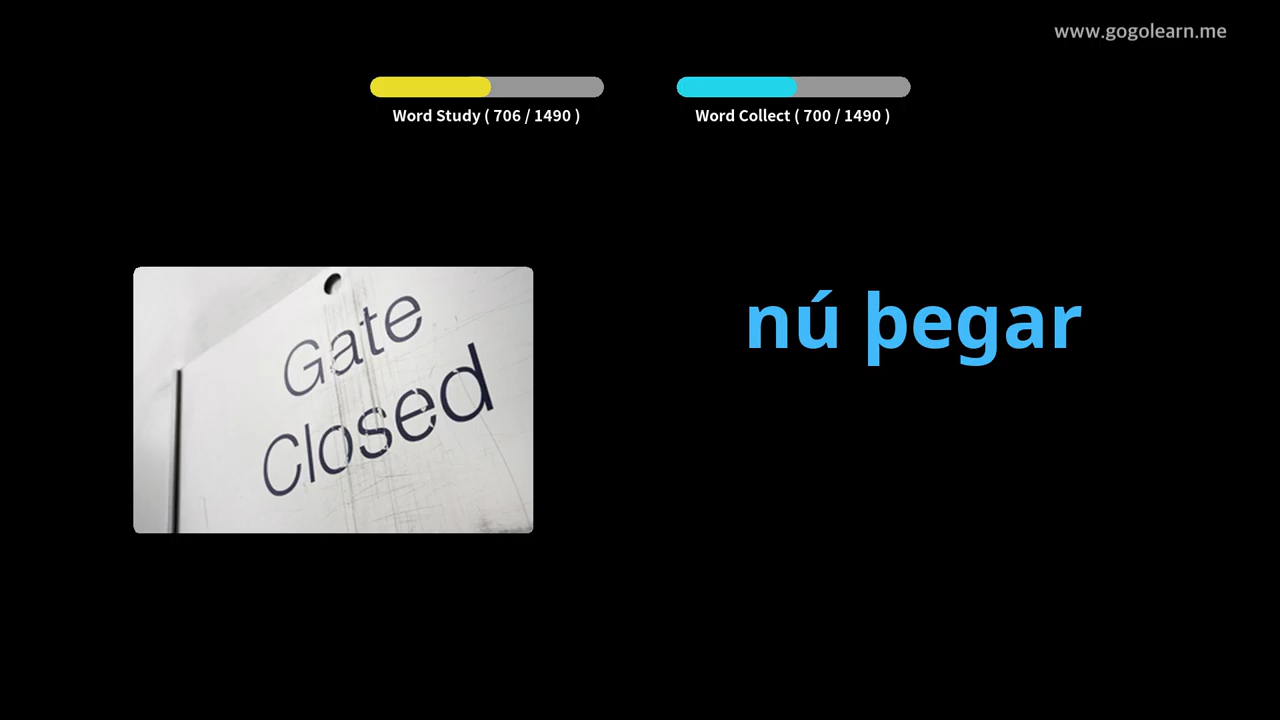 www.gogolearn.me
Word Study ( 706 / 1490 )
Word Collect ( 700 / 1490 )
Gate
Closed
nú þegar